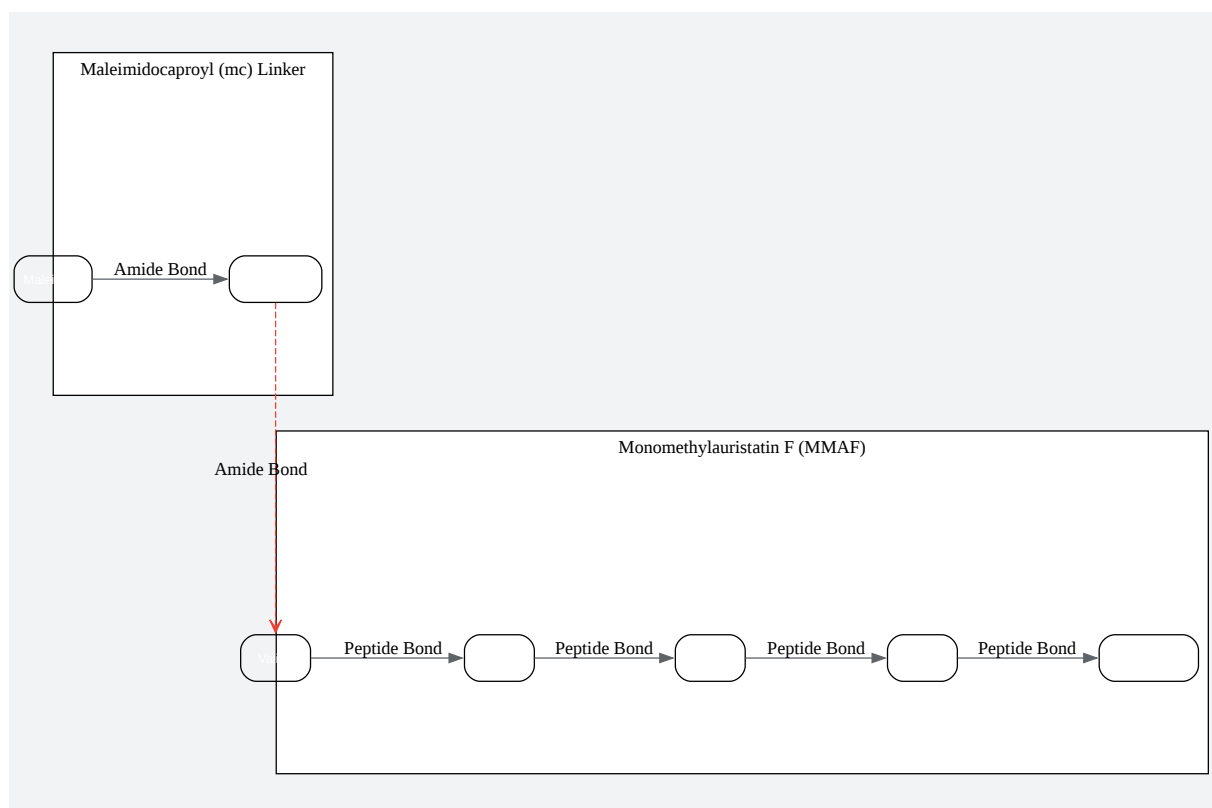 Maleimidocaproyl (mc) Linker
Amide Bond
Monomethylauristatin F (MMAF)
Amide Bond
Peptide Bond
Peptide Bond
Peptide Bond
Peptide Bond